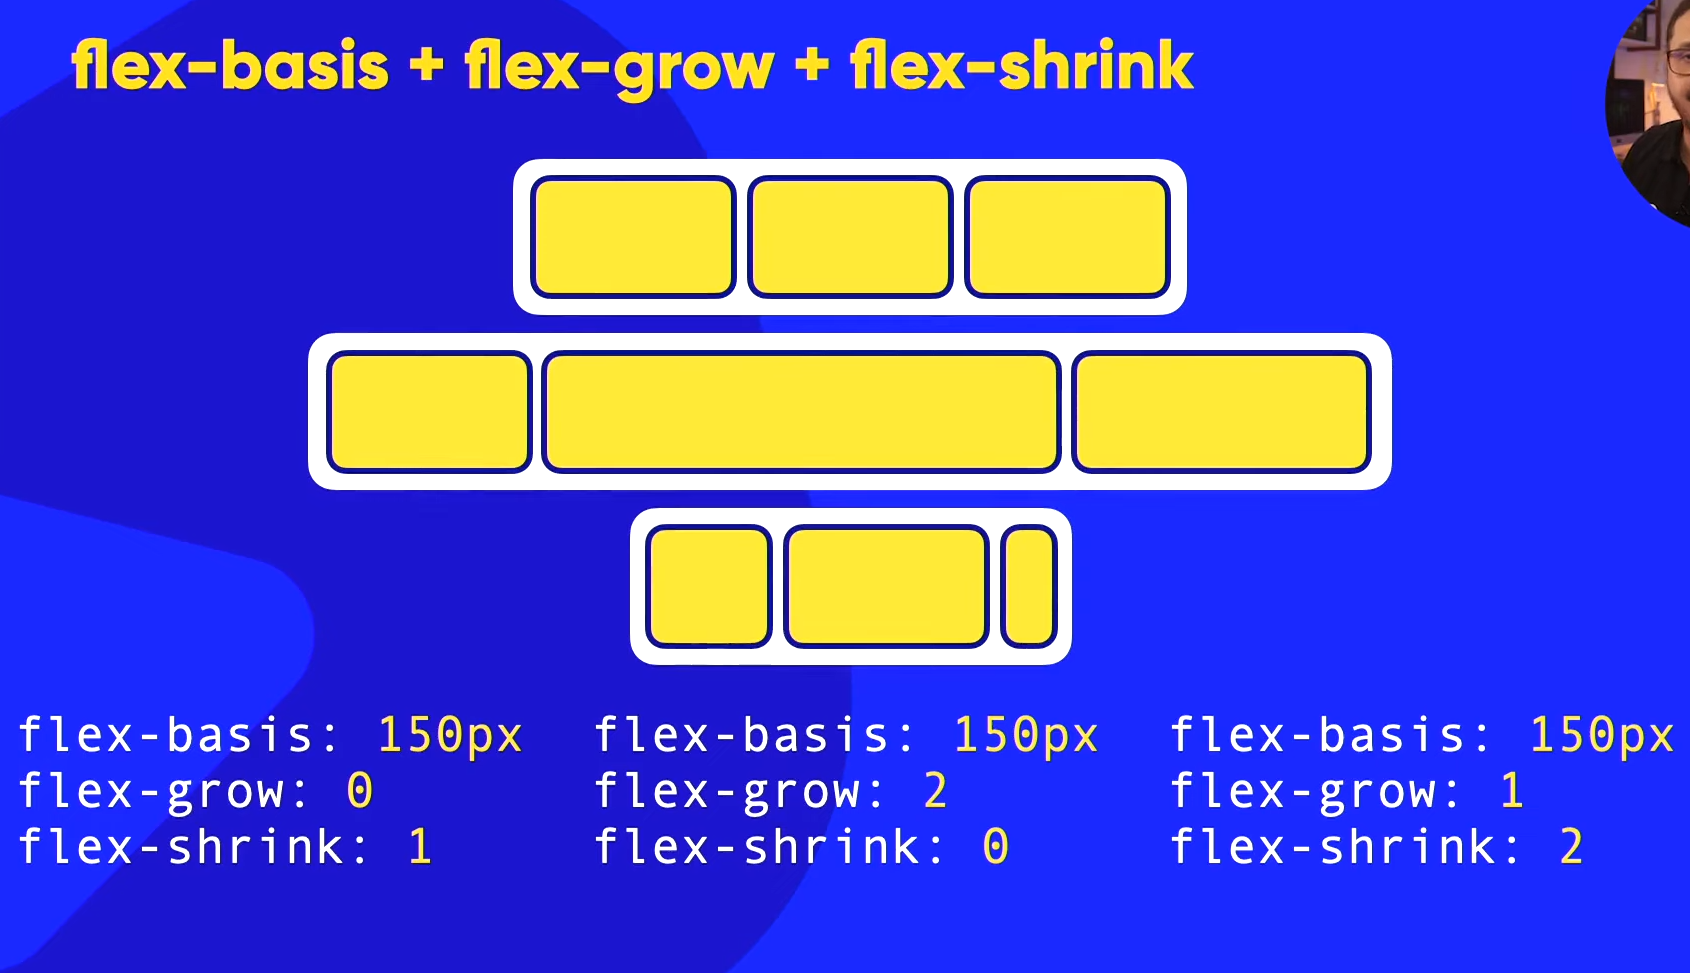 flex-basis + flex-grow + flex-shrink
flex-basis: 150px
flex-grow: 0
flex-shrink: 1
flex-basis: 150px
flex-grow: 2
flex-shrink: 0
flex-basis: 150px
flex-grow: 1
flex-shrink: 2